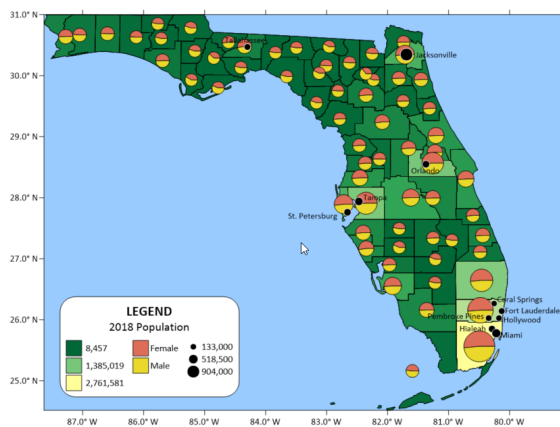 31.0° N
30.0° N
29.0° N
28.0° N
27.0° N
26.0° N
25.0° N
Tallahassee
Jacksonville
Orlando
Tampa
St. Petersburg
Coral Springs
Fort Lauderdale
Pembroke Pines
Hollywood
Hialeah
Miami
LEGEND
2018 Population
8,457
1,385,019
2,761,581
Female
Male
133,000
518,500
904,000
87.0° W
86.0° W
85.0° W
84.0° W
83.0° W
82.0° W
81.0° W
80.0° W